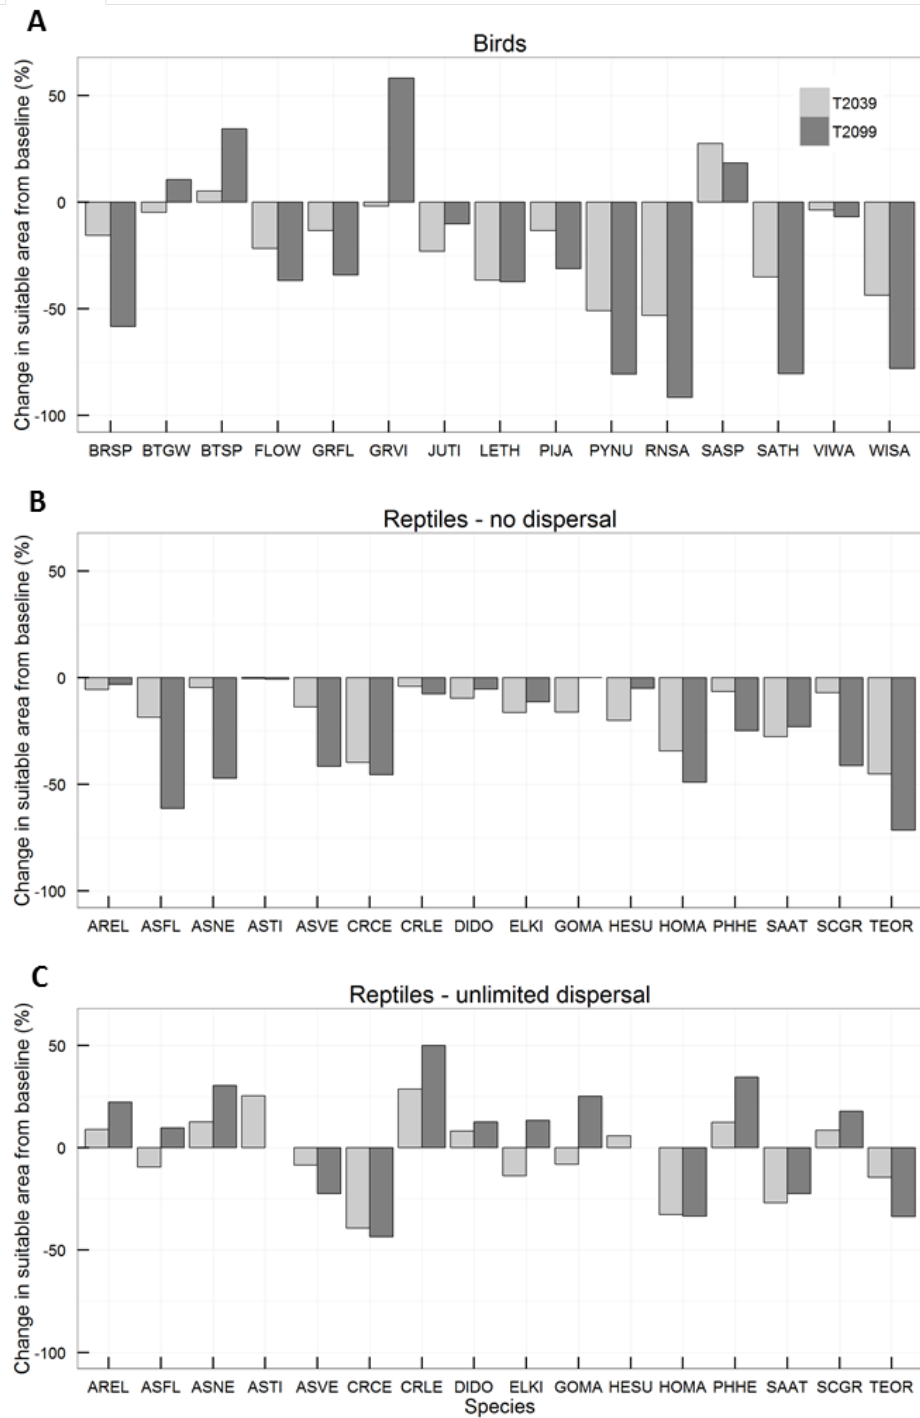 A
Birds
Change in suitable area from baseline (%)
50
0
-50
-100
T2039
T2099
BRSP BTGW BTSP FLOW GRFL GRVI JUTI LETH PIJA PYNU RNSA SASP SATH VIWA WISA
B
Reptiles - no dispersal
Change in suitable area from baseline (%)
50
0
-50
-100
AREL ASFL ASNE ASTI ASVE CRCE CRLE DIDO ELKI GOMA HESU HOMA PHHE SAAT SCGR TEOR
C
Reptiles - unlimited dispersal
Change in suitable area from baseline (%)
50
0
-50
-100
AREL ASFL ASNE ASTI ASVE CRCE CRLE DIDO ELKI GOMA HESU HOMA PHHE SAAT SCGR TEOR
Species